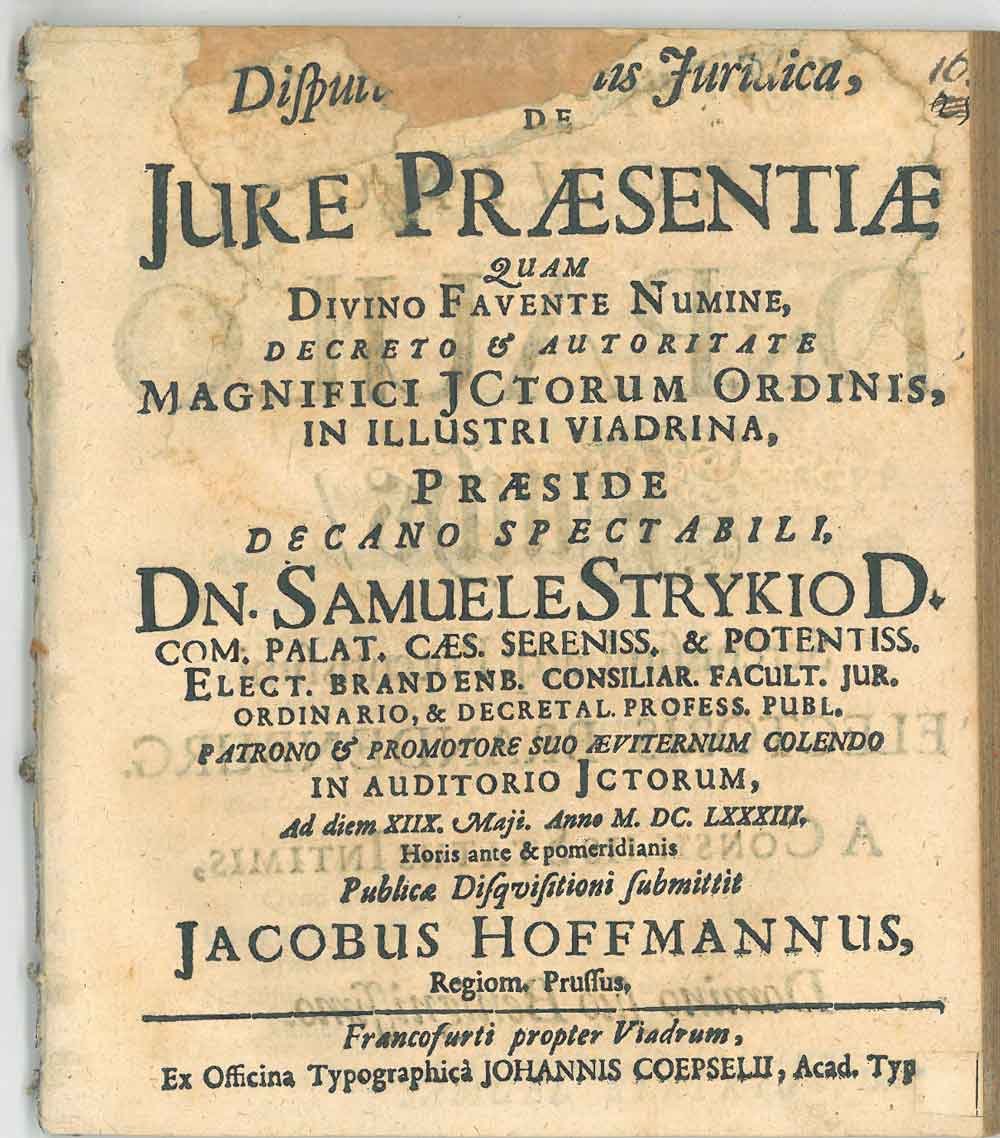 Juridica,
16.
DE
JURE PRÆSENTIÆ
QUAM
DIVINO FAVENTE NUMINE,
DECRETO & AUTORITATE
MAGNIFICI JCTORUM ORDINIS,
IN ILLUSTRI VIADRINA,
PRÆSIDE
DECANO SPECTABILI,
DN. SAMUELE STRYKIO D.
COM. PALAT. CÆS. SERENISS. & POTENTISS.
ELECT. BRANDENB. CONSILIAR. FACULT. JUR.
ORDINARIO, & DECRETAL. PROFESS. PUBL.
PATRONO & PROMOTORE SUO ÆVITERNUM COLENDO
IN AUDITORIO JCTORUM,
Ad diem XIIX. Maji. Anno M. DC. LXXXIII.
Horis ante & pomeridianis
Publicæ Diſqviſitioni ſubmittit
JACOBUS HOFFMANNUS,
Regiom. Pruſſus,
Francofurti propter Viadrum,
Ex Officina Typographicà JOHANNIS COEPSELII, Acad. Typ